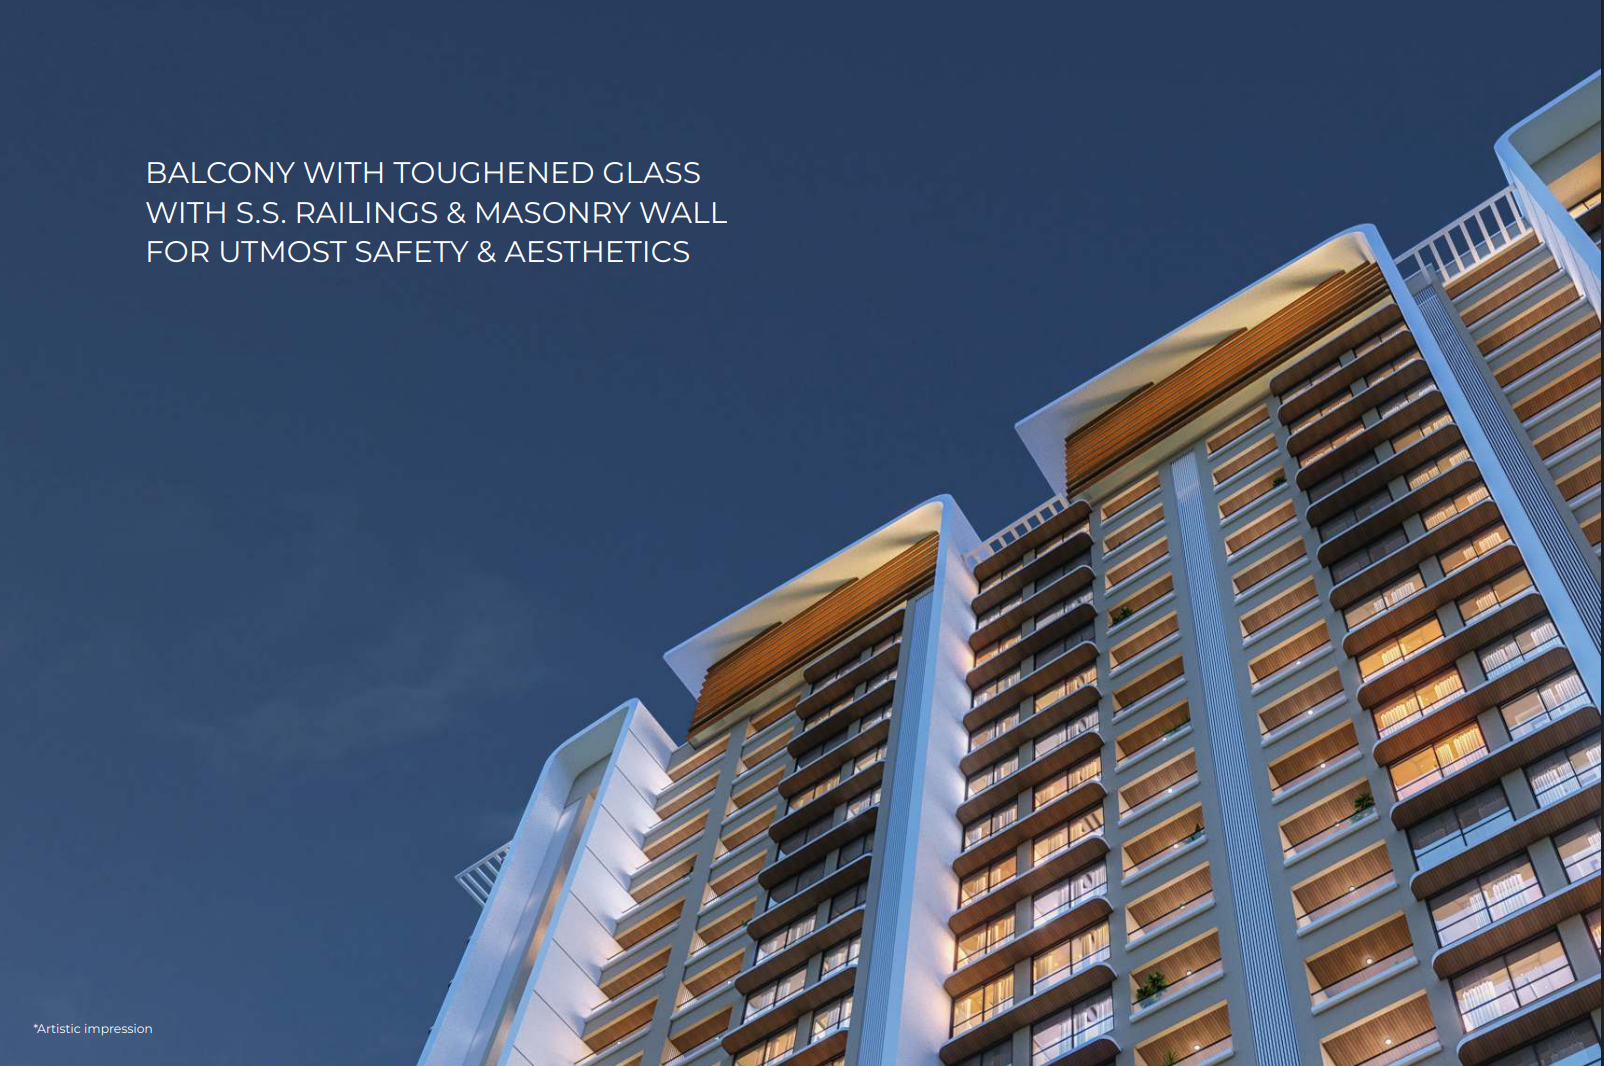 BALCONY WITH TOUGHENED GLASS
WITH S.S. RAILINGS & MASONRY WALL
FOR UTMOST SAFETY & AESTHETICS
*Artistic impression